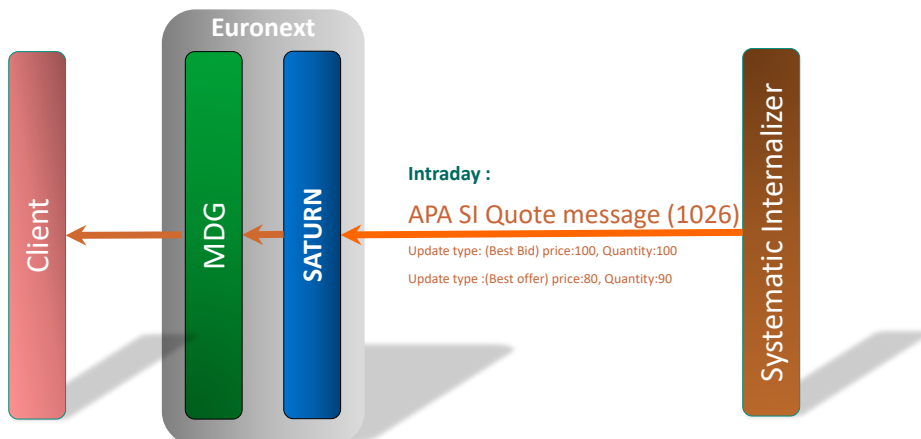 Euronext
Client
MDG
SATURN
Intraday :
APA SI Quote message (1026)
Update type: (Best Bid) price:100, Quantity:100
Update type :(Best offer) price:80, Quantity:90
Systematic Internalizer